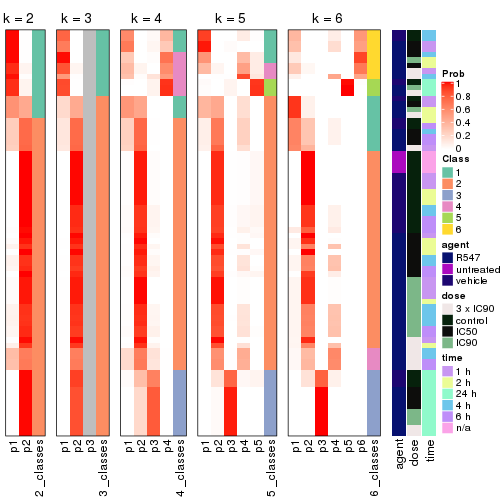 k = 2
k = 3
k = 4
k = 5
k = 6
Prob
1
0.8
0.6
0.4
0.2
0
Class
1
2
3
4
5
6
agent
R547
untreated
vehicle
dose
3 x IC90
control
IC50
IC90
time
1 h
2 h
24 h
4 h
6 h
n/a
p1
p2
2_classes
p1
p2
p3
3_classes
p1
p2
p3
p4
4_classes
p1
p2
p3
p4
p5
5_classes
p1
p2
p3
p4
p5
p6
6_classes
agent
dose
time